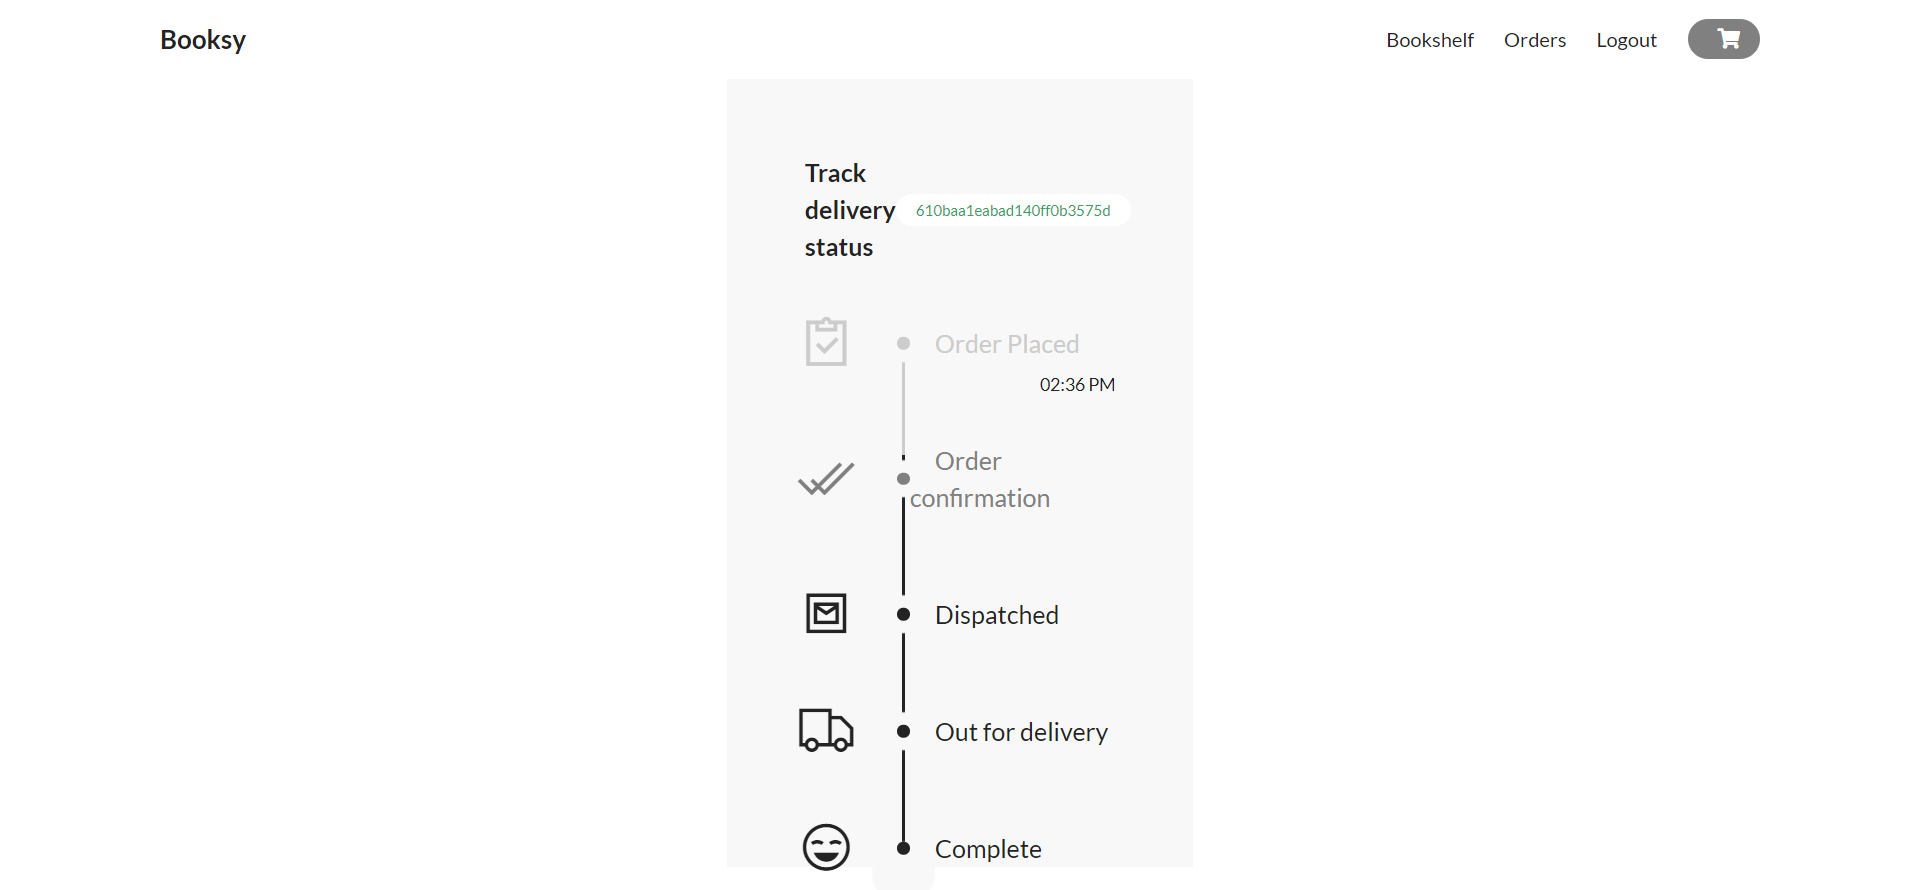 Booksy
Bookshelf Orders Logout
Track
delivery
status
610baa1eabad140ff0b3575d
Order Placed
02:36 PM
Order
confirmation
Dispatched
Out for delivery
Complete